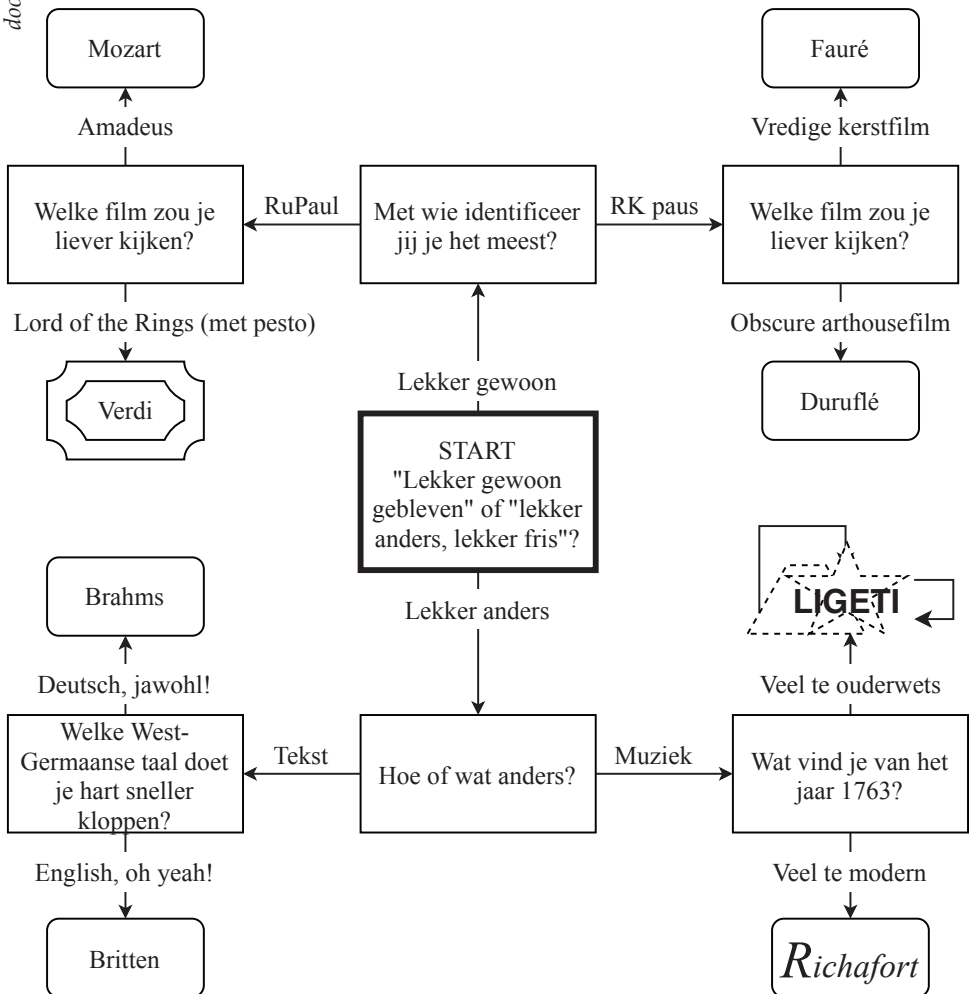 Mozart
Fauré
Amadeus
Vredige kerstfilm
Welke film zou je
liever kijken?
RuPaul
Met wie identificeer
jij je het meest?
RK paus
Welke film zou je
liever kijken?
Lord of the Rings (met pesto)
Obscure arthousefilm
Verdi
Lekker gewoon
Duruflé
START
"Lekker gewoon
gebleven" of "lekker
anders, lekker fris"?
Brahms
Lekker anders
LIGETI
Deutsch, jawohl!
Veel te ouderwets
Welke West-
Germaanse taal doet
je hart sneller
kloppen?
Tekst
Hoe of wat anders?
Muziek
Wat vind je van het
jaar 1763?
English, oh yeah!
Veel te modern
Britten
Richafort